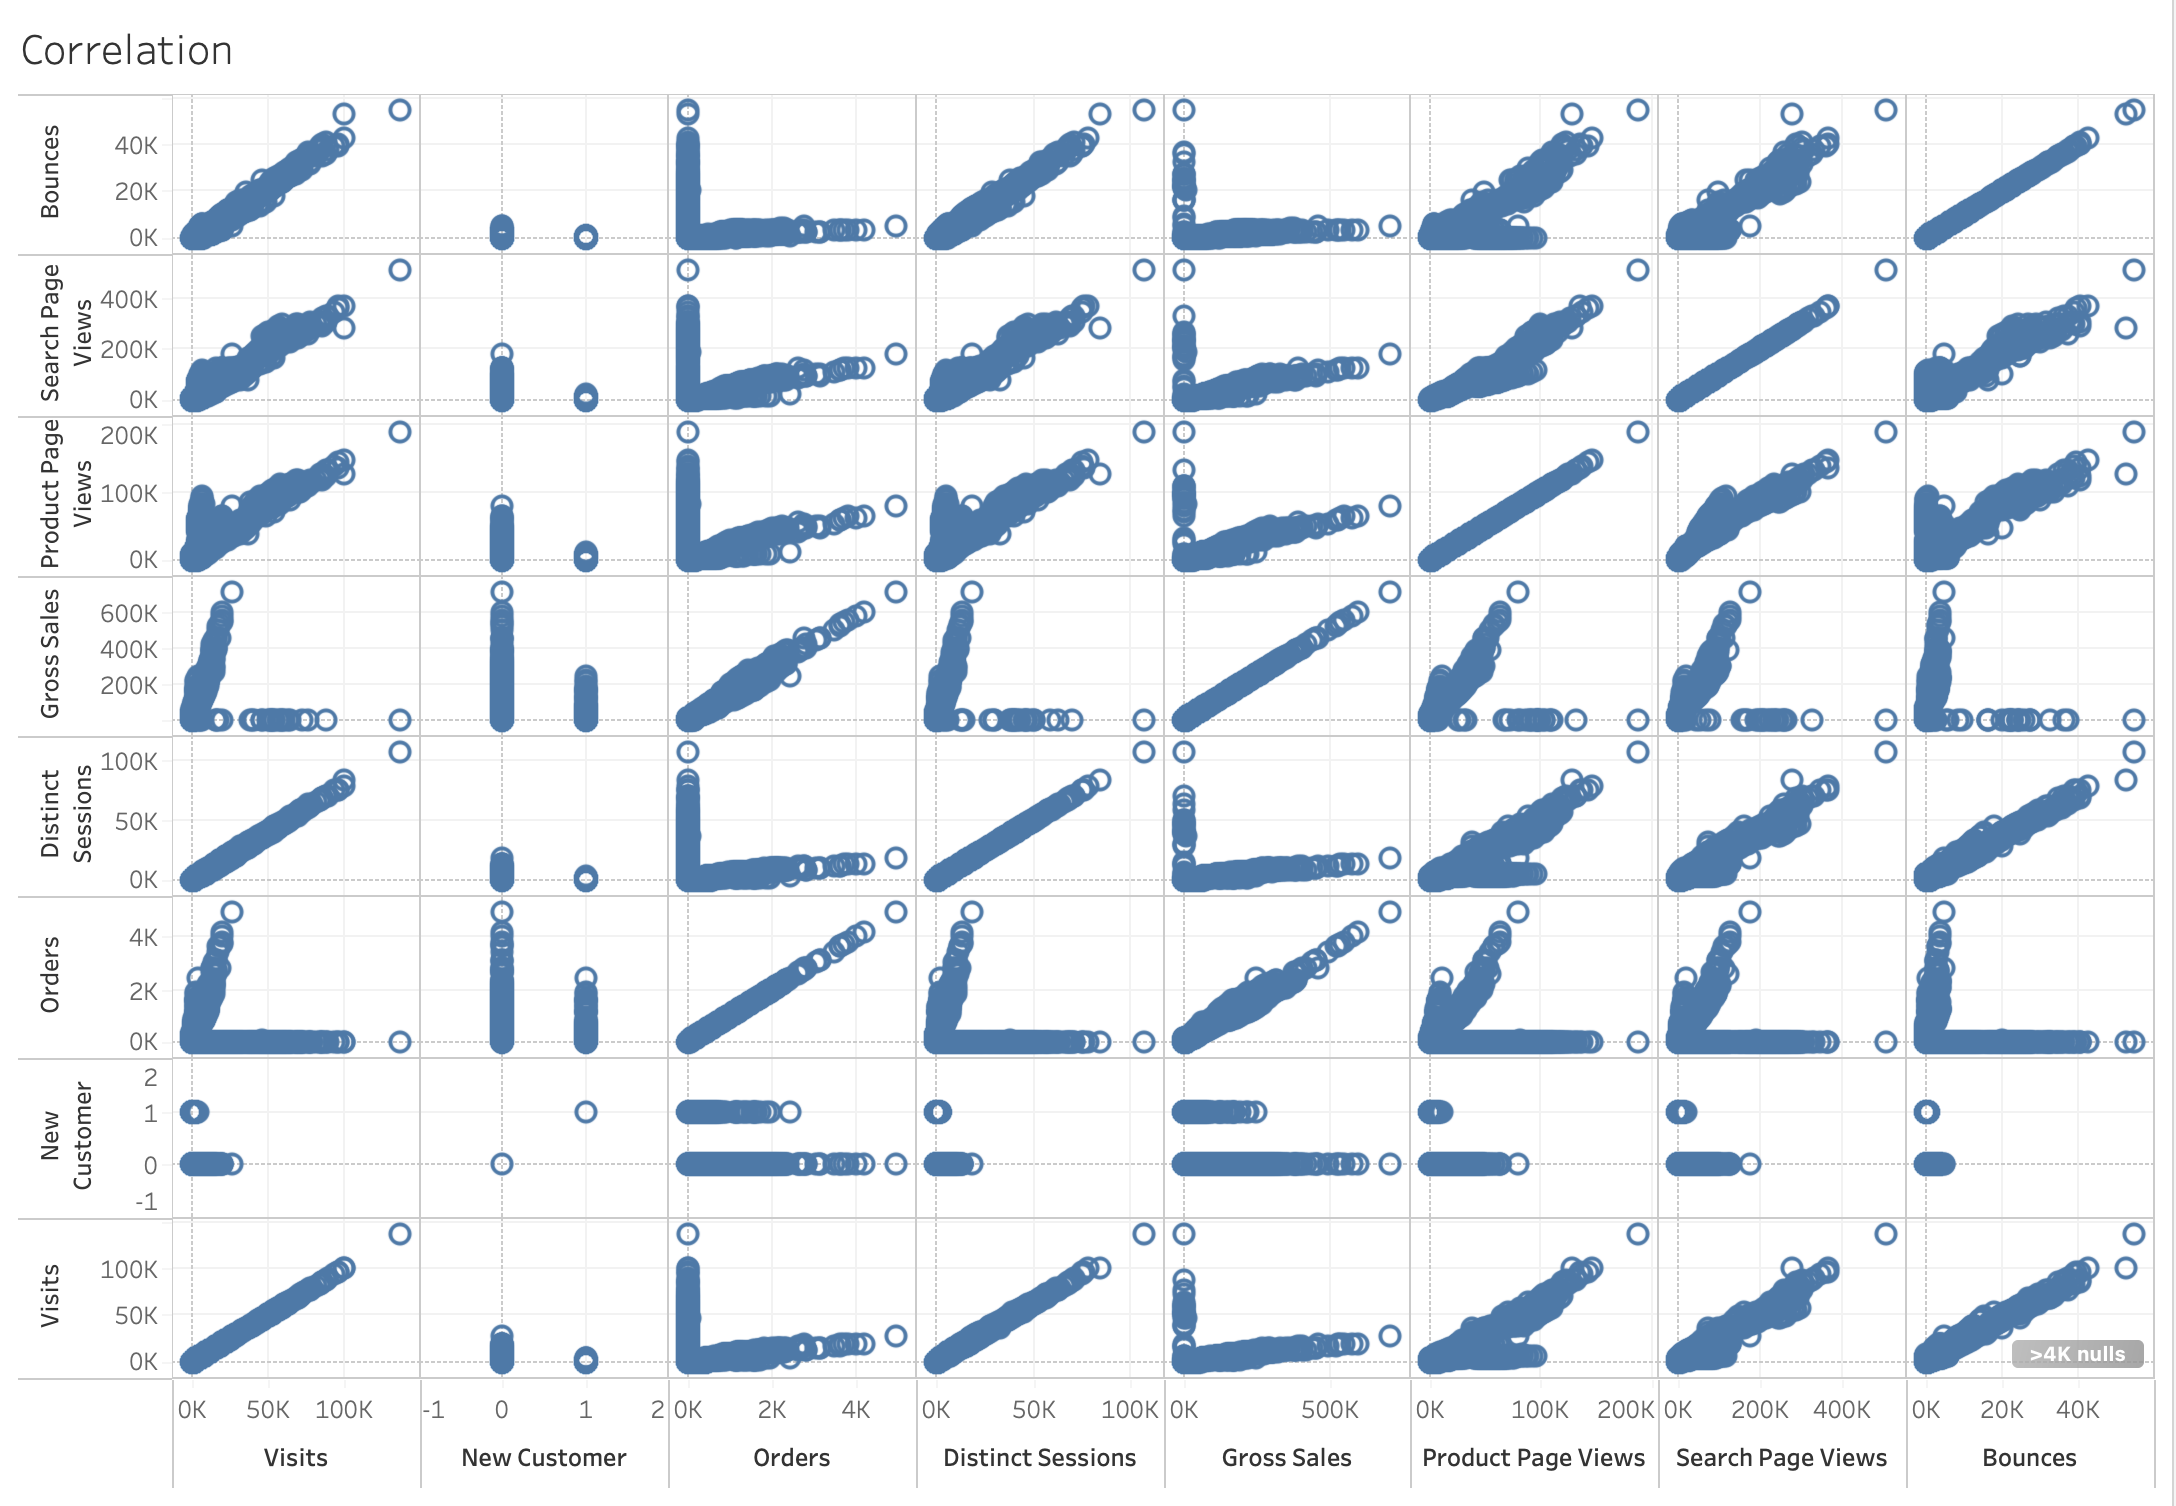 Correlation
Bounces
40K
20K
0K
Search Page
Views
400K
200K
0K
Product Page
Views
200K
100K
0K
Gross Sales
600K
400K
200K
Distinct
Sessions
100K
50K
0K
Orders
4K
2K
0K
New
Customer
2
1
0
-1
Visits
100K
50K
0K
>4K nulls
0K 50K 100K -1 0 1 2 0K 2K 4K 0K 50K 100K 0K 500K 0K 100K 200K 0K 200K 400K 0K 20K 40K
Visits New Customer Orders Distinct Sessions Gross Sales Product Page Views Search Page Views Bounces